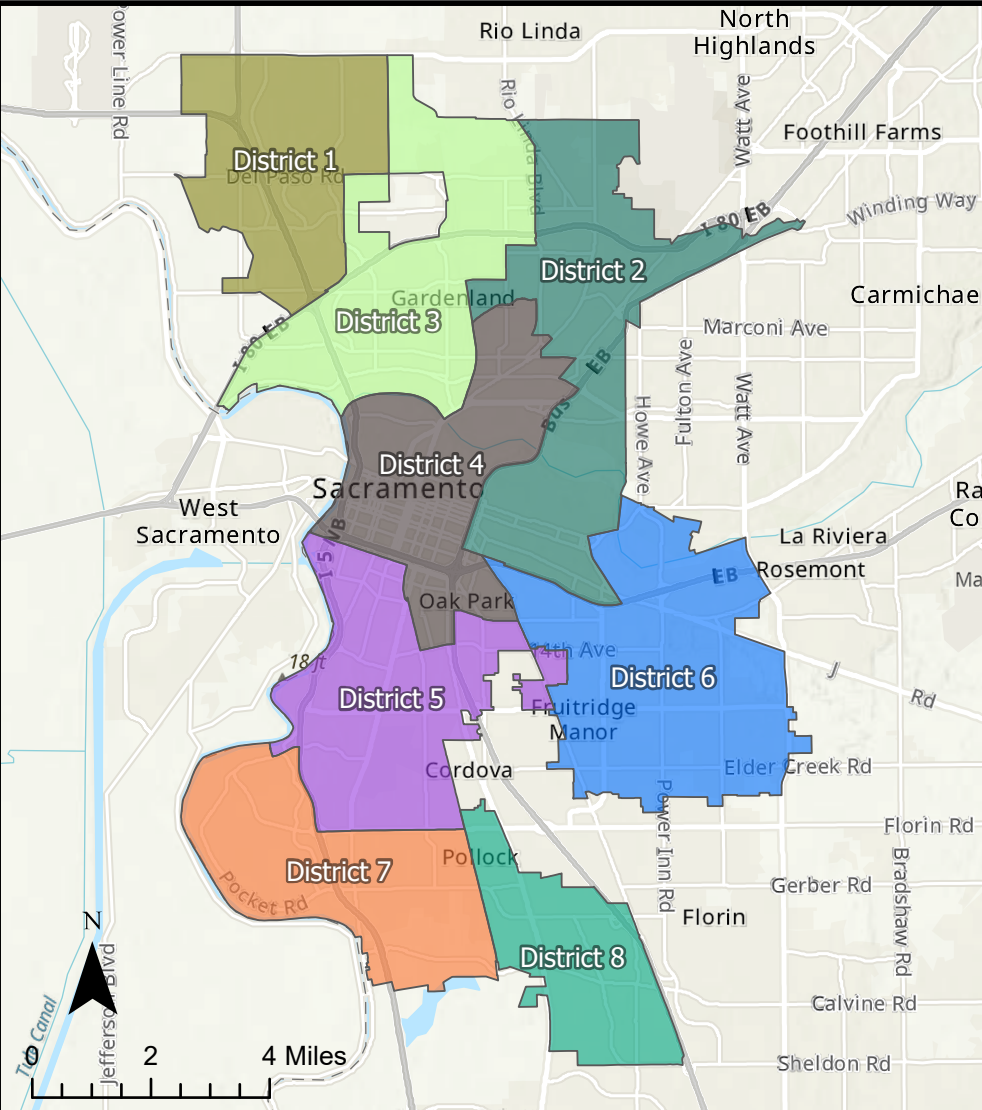 Power Line Rd
Rio Linda
North
Highlands
Rio Linda Blvd
Watt Ave
Foothill Farms
District 1
Del Paso Rd
I 80 EB
Winding Way
District 2
Gardenland
Carmichae
District 3
I 80 EB
Marconi Ave
EB
Bus
Fulton Ave
Howe Ave
Watt Ave
District 4
Sacramento
West
Sacramento
I 5 NB
Ra
Co
La Riviera
EB
Rosemont
Ma
Oak Park
14th Ave
18 ft
District 5
District 6
J
Rd
Fruitridge
Manor
Cordova
Elder Creek Rd
Power Inn Rd
Florin Rd
Pollock
District 7
Pocket Rd
Gerber Rd
Bradshaw Rd
N
Florin
District 8
Jefferson Blvd
Calvine Rd
Tule Canal
0 2 4 Miles
Sheldon Rd